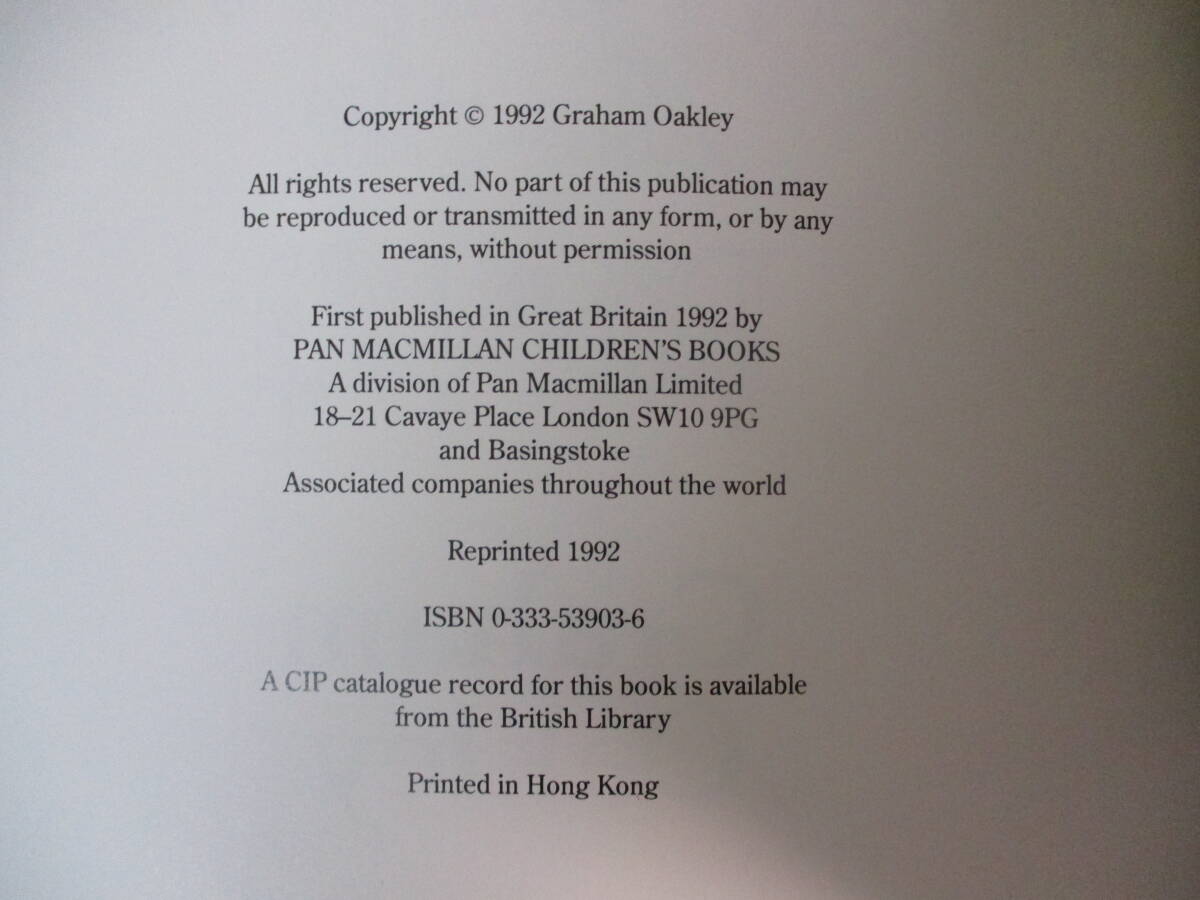 Copyright © 1992 Graham Oakley
All rights reserved. No part of this publication may
be reproduced or transmitted in any form, or by any
means, without permission
First published in Great Britain 1992 by
PAN MACMILLAN CHILDREN'S BOOKS
A division of Pan Macmillan Limited
18–21 Cavaye Place London SW10 9PG
and Basingstoke
Associated companies throughout the world
Reprinted 1992
ISBN 0-333-53903-6
A CIP catalogue record for this book is available
from the British Library
Printed in Hong Kong